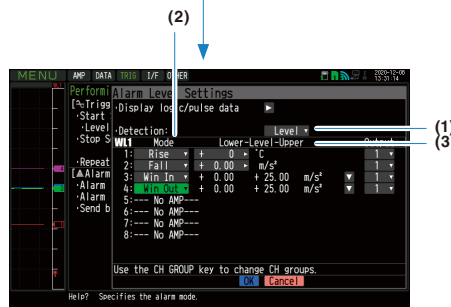 (2)
MENU AMP DATA TRIG I/F OTHER 2020-12-08 13:31:14
Performi Alarm Level Settings
[Trigg ·Display logic/pulse data
·Start
·Level ·Detection: Level (1)
·Stop S WL1 Mode Lower-Level-Upper Output (3)
1: Rise + 0 °C 1
·Repeat 2: Fall + 0.00 m/s² 1
[Alarm 3: Win In + 0.00 + 25.00 m/s² 1
·Alarm 4: Win Out + 0.00 + 25.00 m/s² 1
·Alarm 5:--- No AMP---
·Send b 6:--- No AMP---
7:--- No AMP---
8:--- No AMP---
Use the CH GROUP key to change CH groups.
OK Cancel
Help? Specifies the alarm mode.